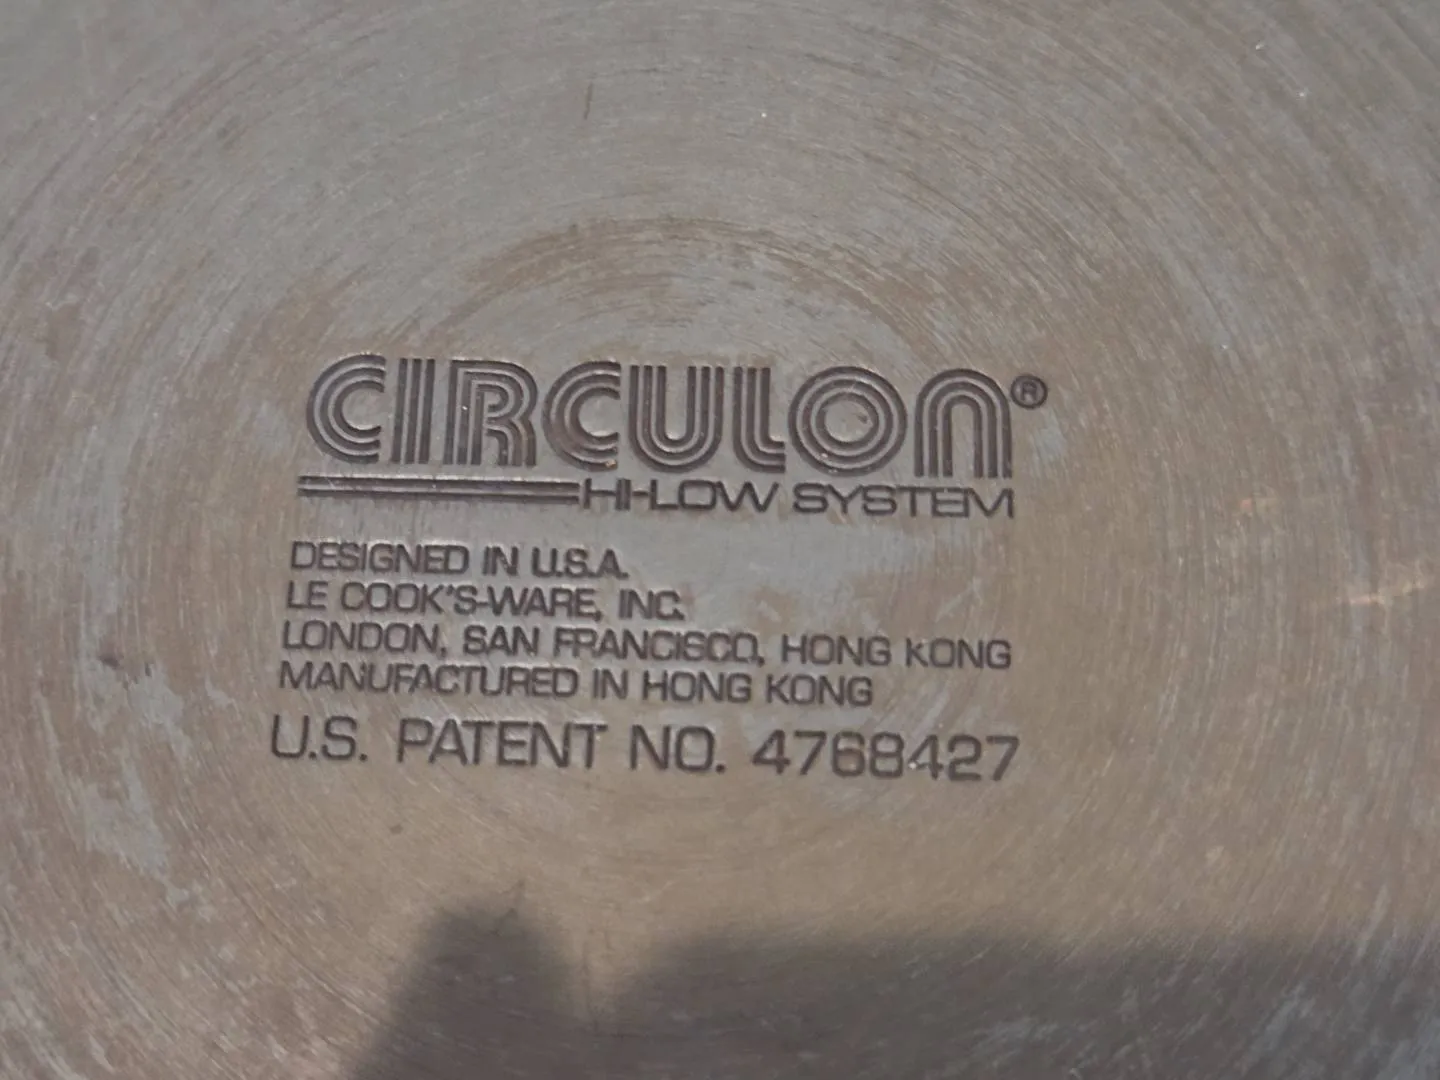 CIRCULON®
HI-LOW SYSTEM
DESIGNED IN U.S.A.
LE COOK'S-WARE, INC.
LONDON, SAN FRANCISCO, HONG KONG
MANUFACTURED IN HONG KONG
U.S. PATENT NO. 4768427